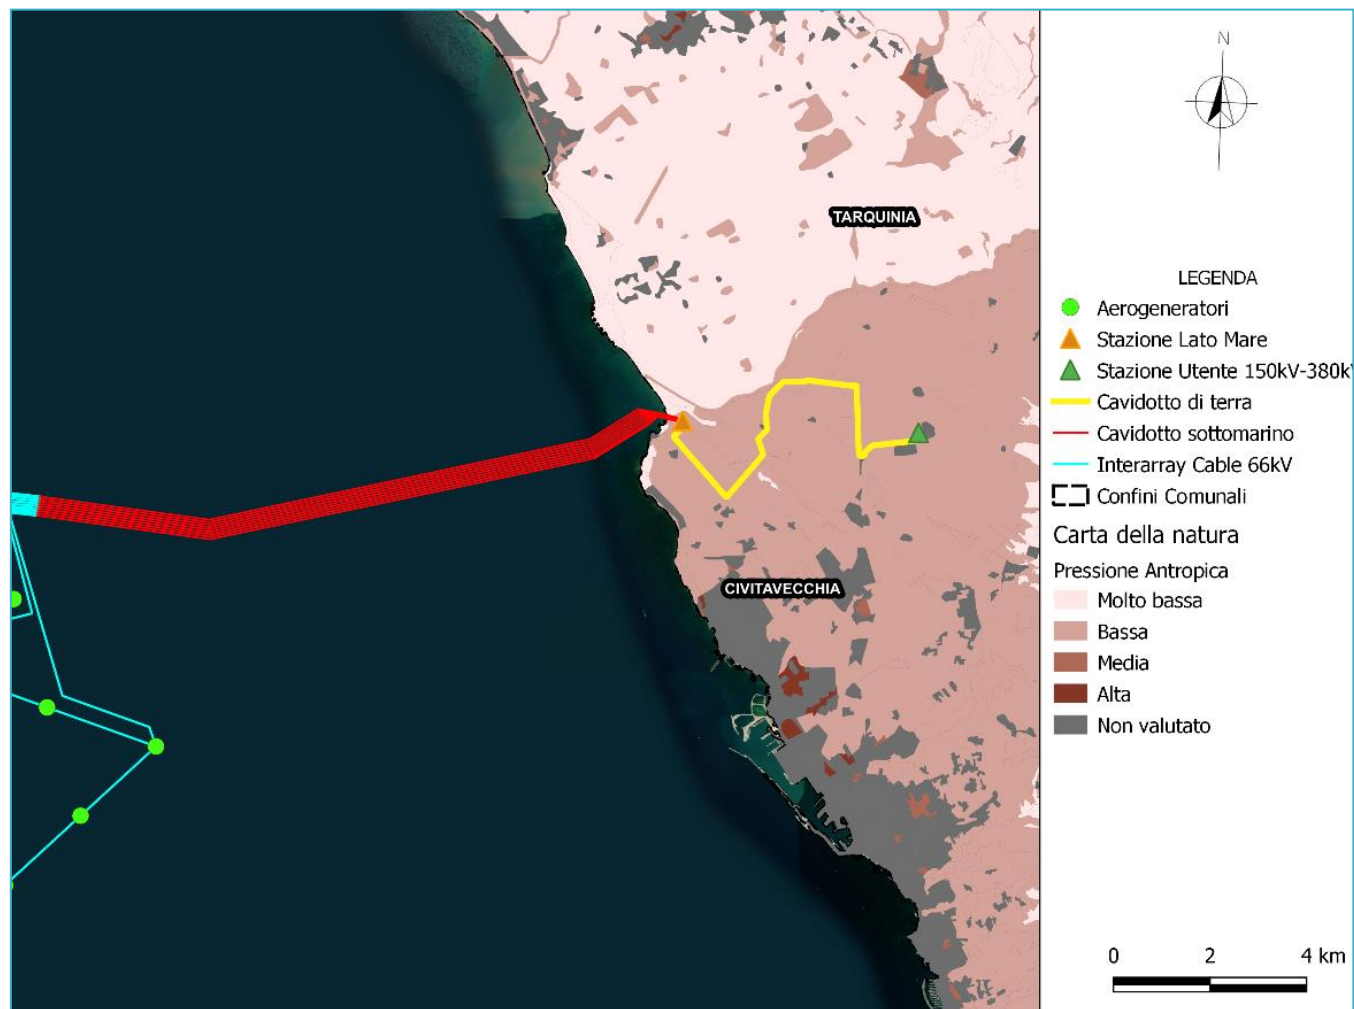 N
TARQUINIA
CIVITAVECCHIA
LEGENDA
Aerogeneratori
Stazione Lato Mare
Stazione Utente 150kV-380k
Cavidotto di terra
Cavidotto sottomarino
Interarray Cable 66kV
Confini Comunali
Carta della natura
Pressione Antropica
Molto bassa
Bassa
Media
Alta
Non valutato
0 2 4 km